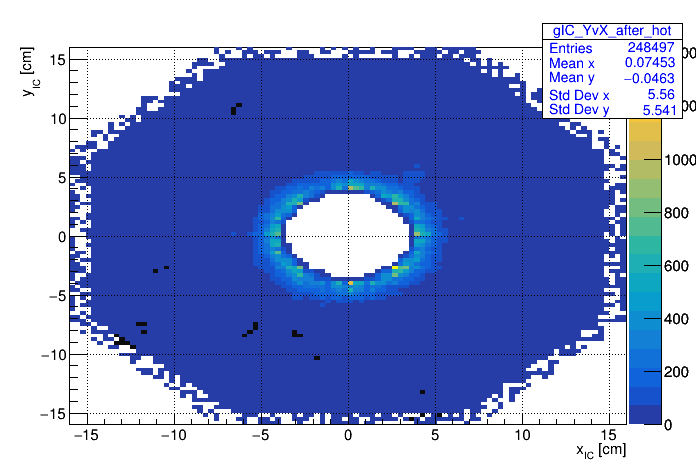 gIC_YvX_after_hot
Entries 248497
Mean x 0.07453
Mean y −0.0463
Std Dev x 5.56
Std Dev y 5.541
y_IC [cm]
15
10
5
0
−5
−10
−15
−15 −10 −5 0 5 10 15
x_IC [cm]
1200
1000
800
600
400
200
0